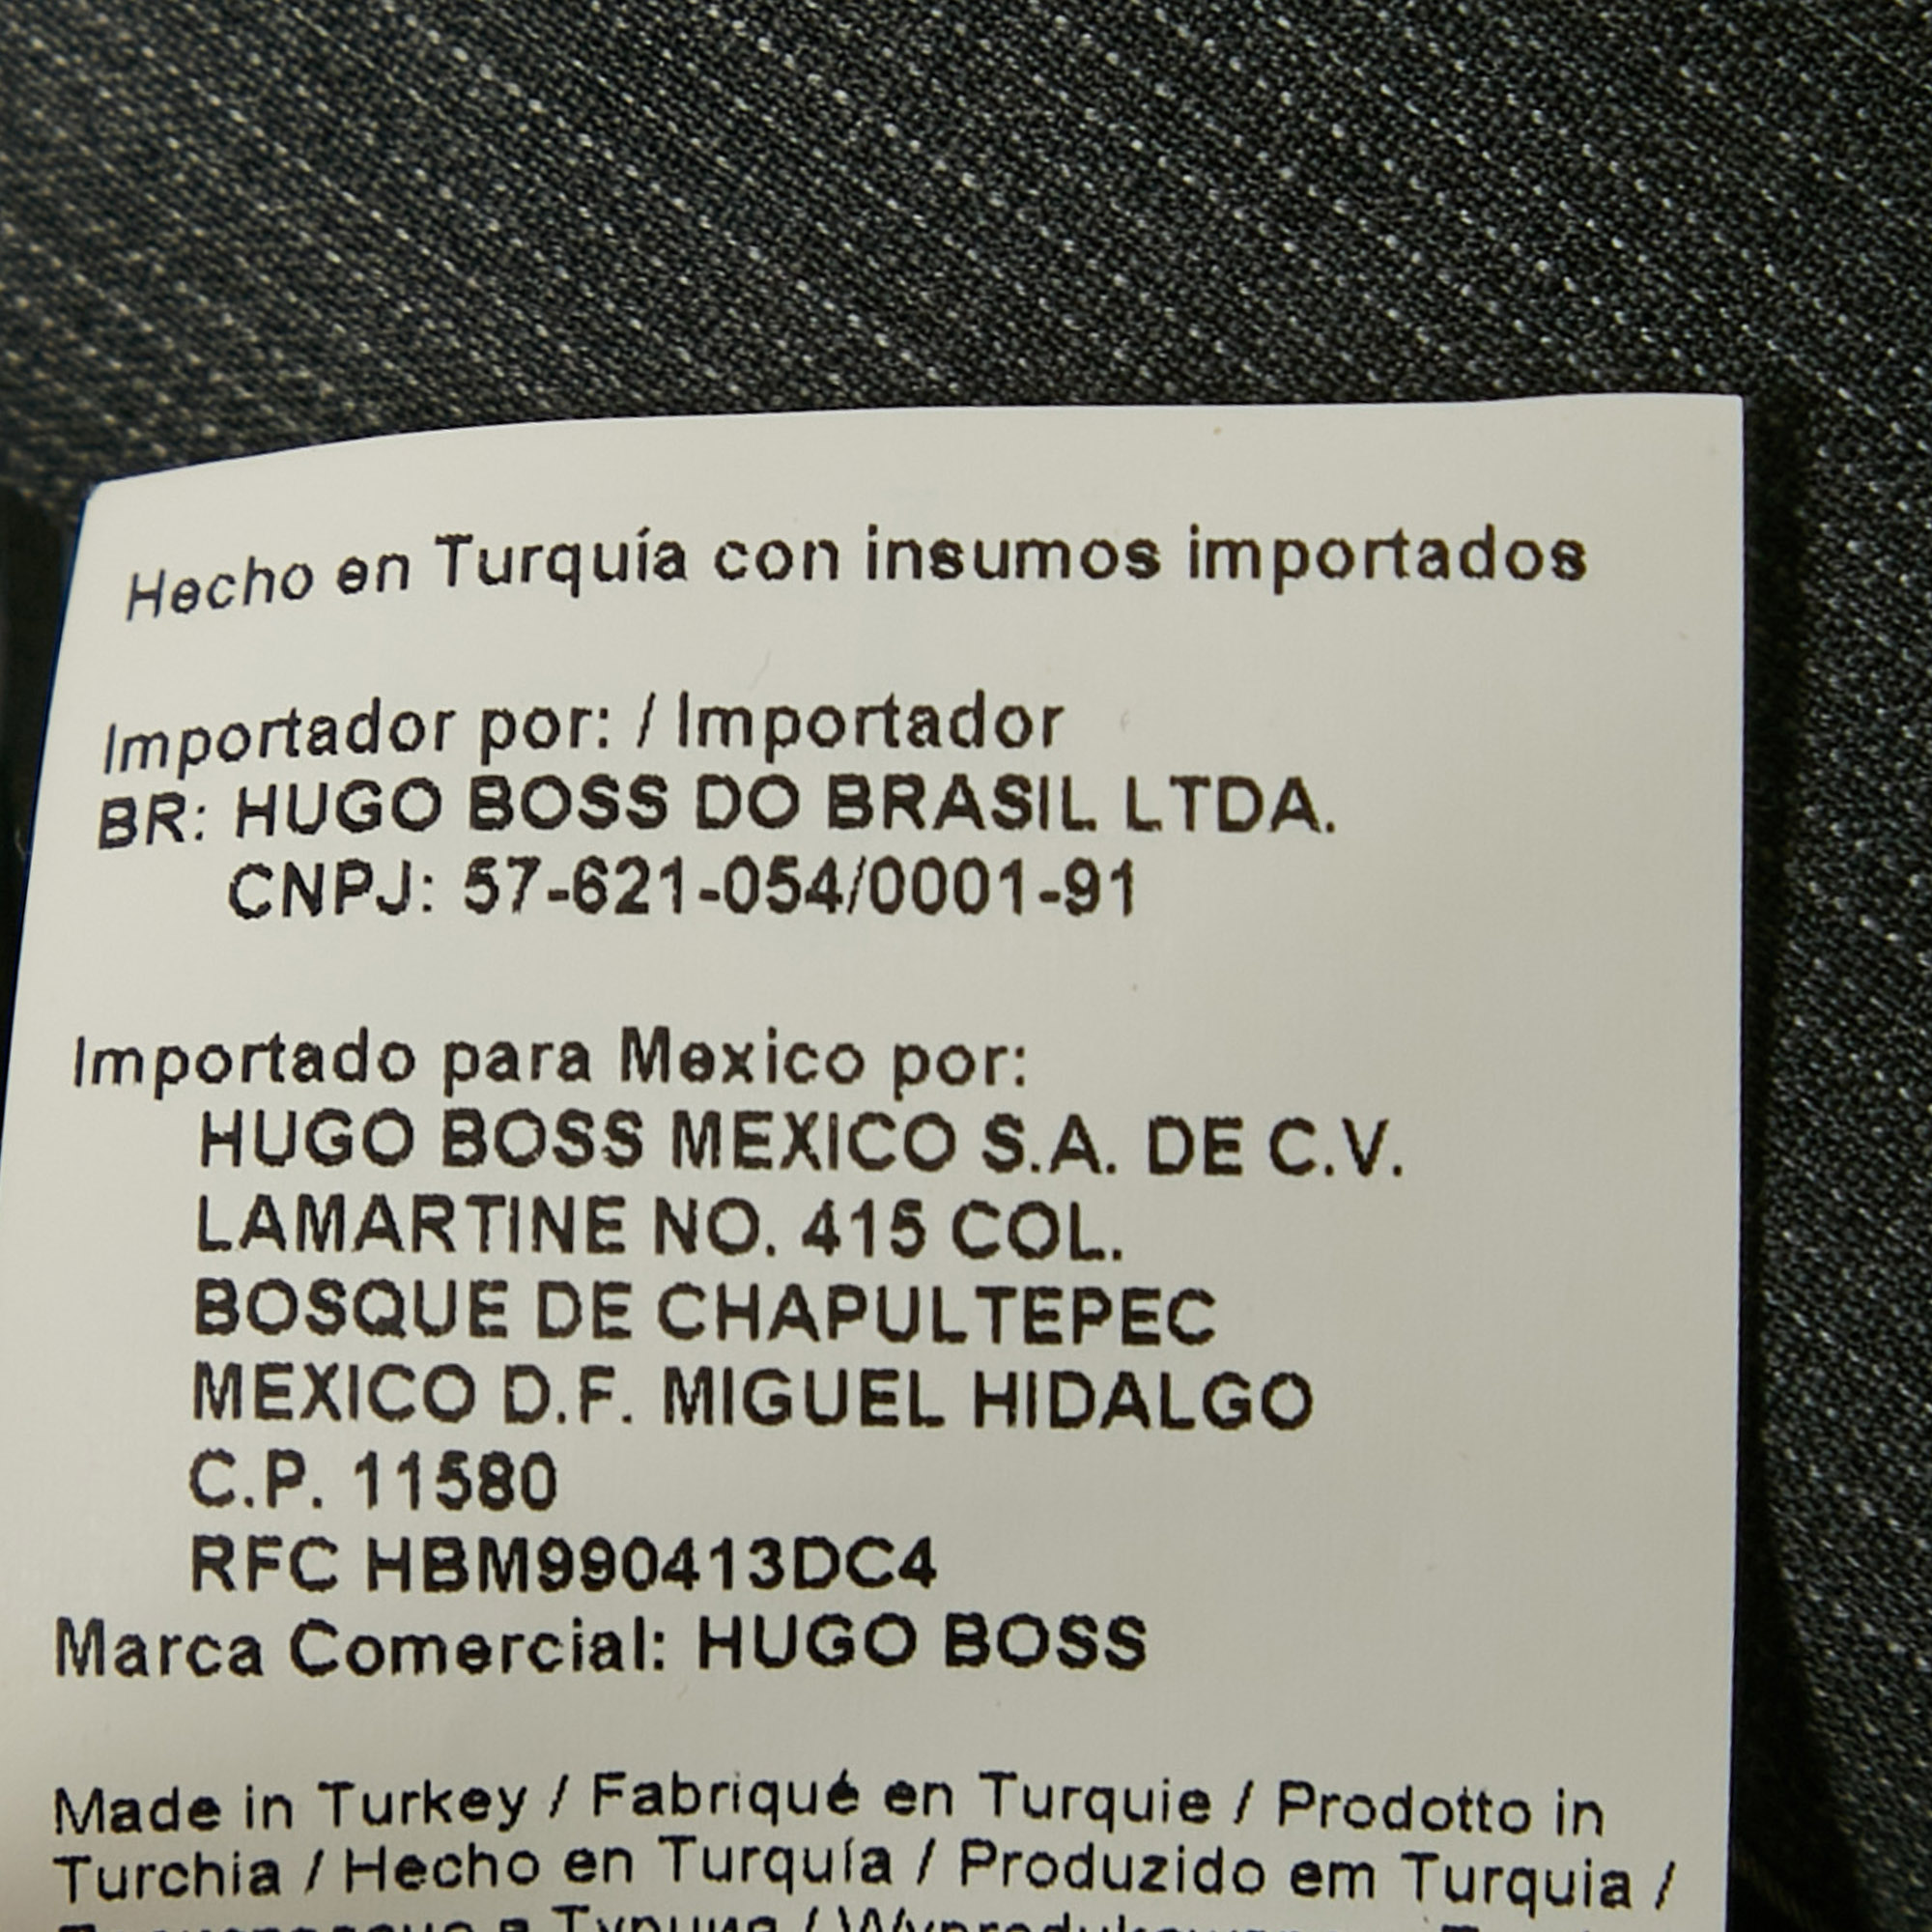 Hecho en Turquía con insumos importados
Importador por: / Importador
BR: HUGO BOSS DO BRASIL LTDA.
CNPJ: 57-621-054/0001-91
Importado para Mexico por:
HUGO BOSS MEXICO S.A. DE C.V.
LAMARTINE NO. 415 COL.
BOSQUE DE CHAPULTEPEC
MEXICO D.F. MIGUEL HIDALGO
C.P. 11580
RFC HBM990413DC4
Marca Comercial: HUGO BOSS
Made in Turkey / Fabriqué en Turquie / Prodotto in
Turchia / Hecho en Turquía / Produzido em Turquia /